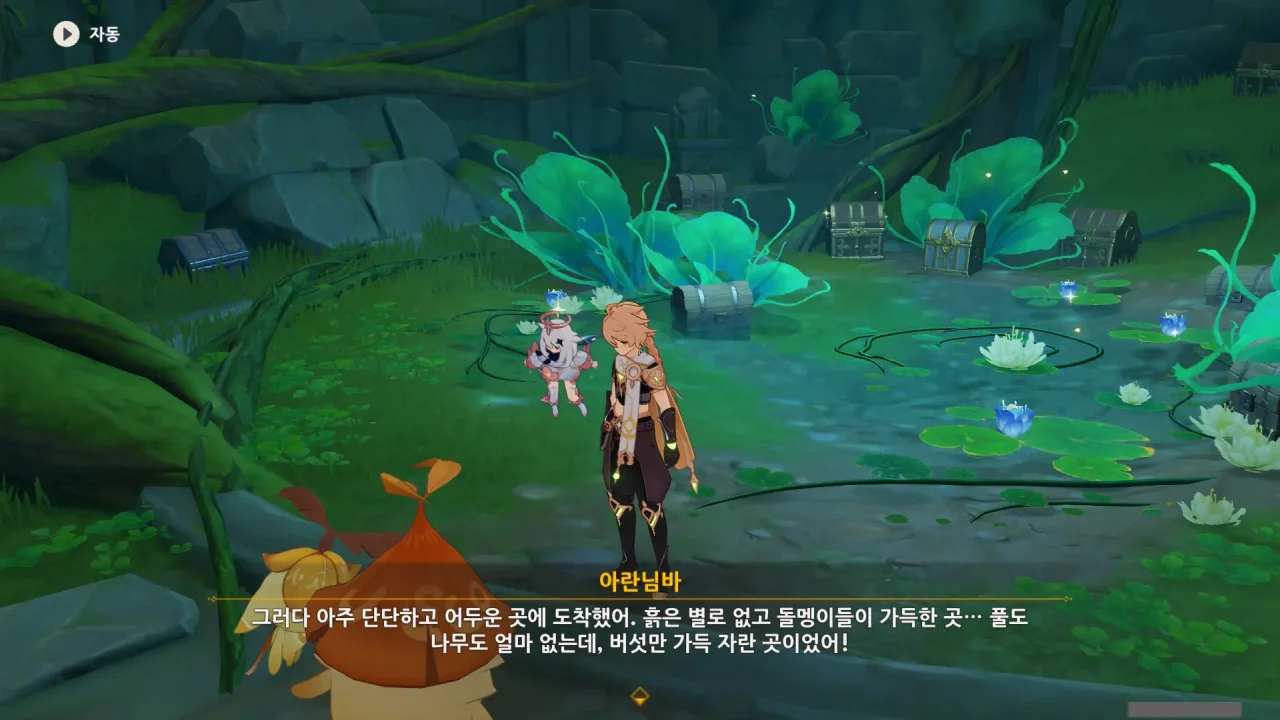 자동
아란님바
그러다 아주 단단하고 어두운 곳에 도착했어. 흙은 별로 없고 돌멩이들이 가득한 곳… 풀도
나무도 얼마 없는데, 버섯만 가득 자란 곳이었어!